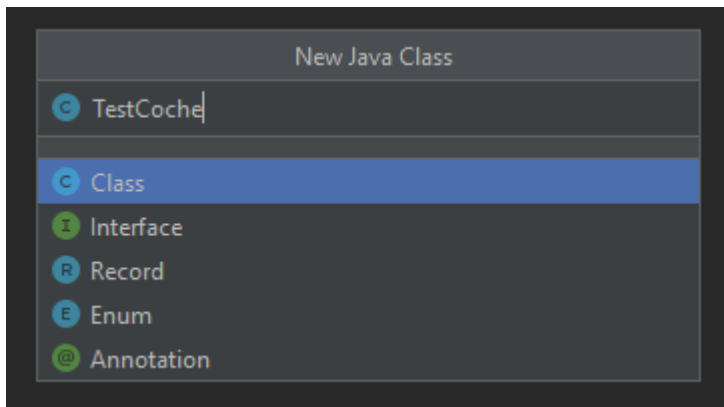 New Java Class
C TestCoche
C Class
I Interface
R Record
E Enum
@ Annotation